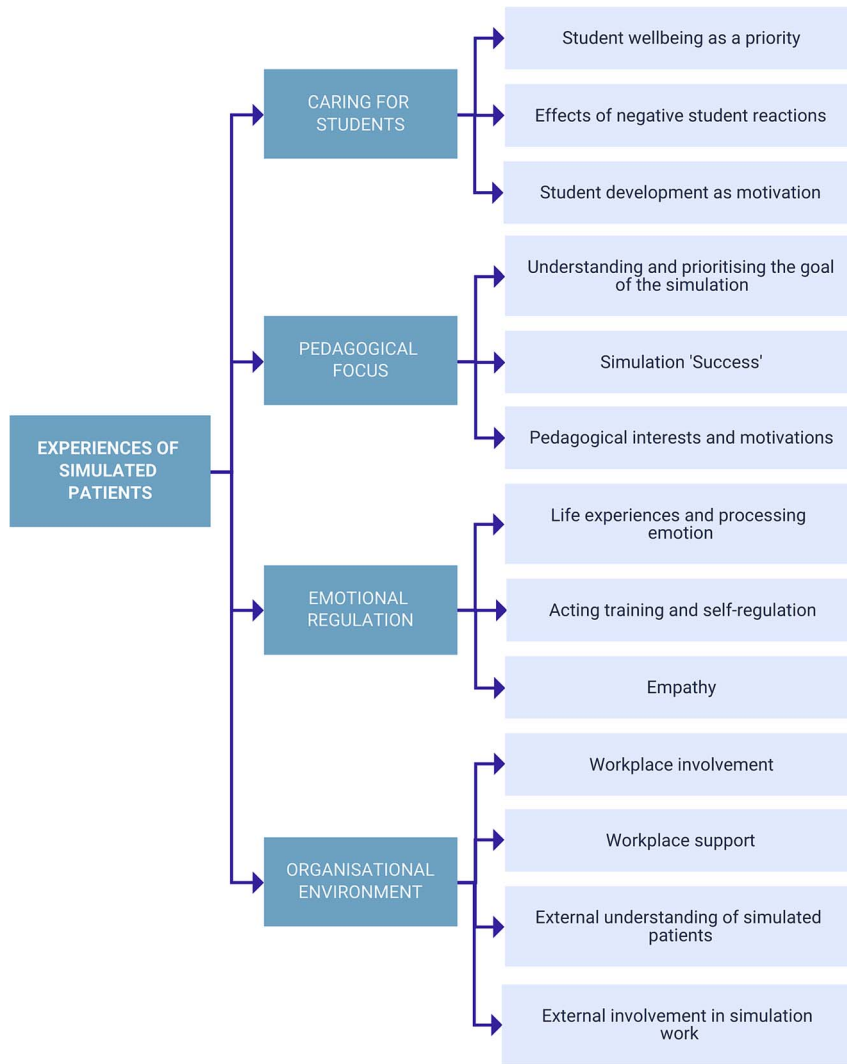 EXPERIENCES OF
SIMULATED
PATIENTS
CARING FOR
STUDENTS
Student wellbeing as a priority
Effects of negative student reactions
Student development as motivation
PEDAGOGICAL
FOCUS
Understanding and prioritising the goal
of the simulation
Simulation 'Success'
Pedagogical interests and motivations
EMOTIONAL
REGULATION
Life experiences and processing
emotion
Acting training and self-regulation
Empathy
ORGANISATIONAL
ENVIRONMENT
Workplace involvement
Workplace support
External understanding of simulated
patients
External involvement in simulation
work